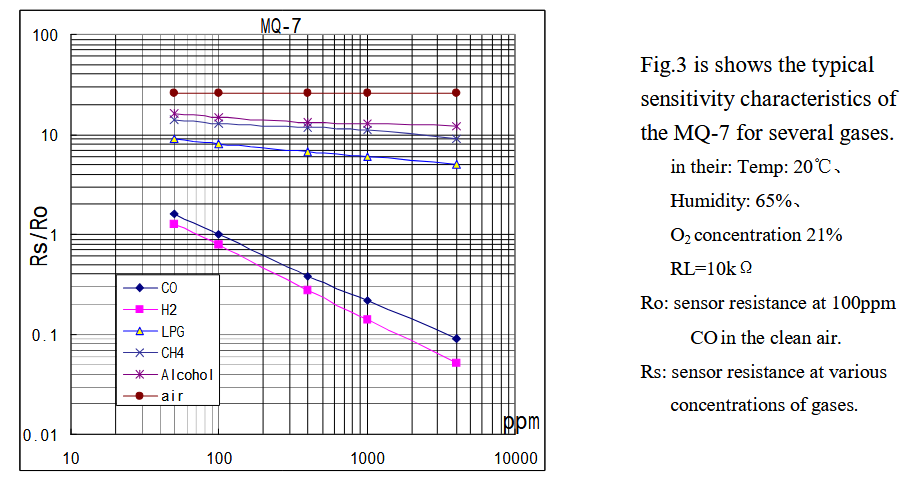 MQ-7
100
10
1
0.1
0.01
Rs/Ro
CO
H2
LPG
CH4
Alcohol
air
ppm
10 100 1000 10000
Fig.3 is shows the typical
sensitivity characteristics of
the MQ-7 for several gases.
in their: Temp: 20℃、
Humidity: 65%、
O₂ concentration 21%
RL=10kΩ
Ro: sensor resistance at 100ppm
CO in the clean air.
Rs: sensor resistance at various
concentrations of gases.